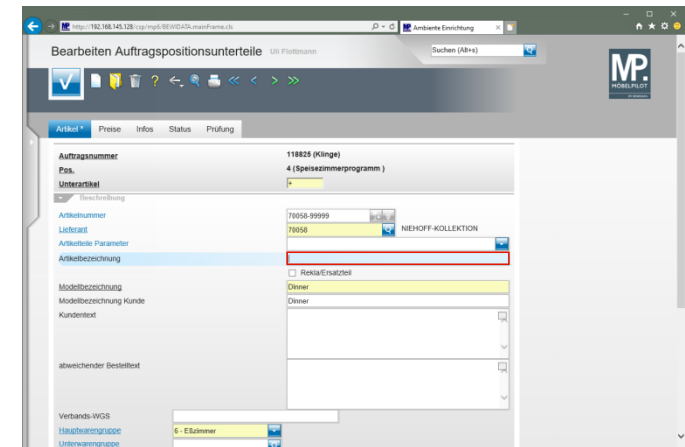 http://192.168.145.128/csp/mp6/BEWIDATA.mainFrame.cls
Ambiente Einrichtung
Bearbeiten Auftragspositionsunterteile Uli Flottmann
Suchen (Alt+s)
MP.
MÖBELPILOT
Artikel * Preise Infos Status Prüfung
Auftragsnummer 118825 (Klinge)
Pos. 4 (Speisezimmerprogramm )
Unterartikel +
Beschreibung
Artikelnummer 70058-99999
Lieferant 70058 NIEHOFF-KOLLEKTION
Artikelteile Parameter
Artikelbezeichnung
Rekla/Ersatzteil
Modellbezeichnung Dinner
Modellbezeichnung Kunde Dinner
Kundentext
abweichender Bestelltext
Verbands-WGS
Hauptwarengruppe 6 - Eßzimmer
Unterwarengruppe